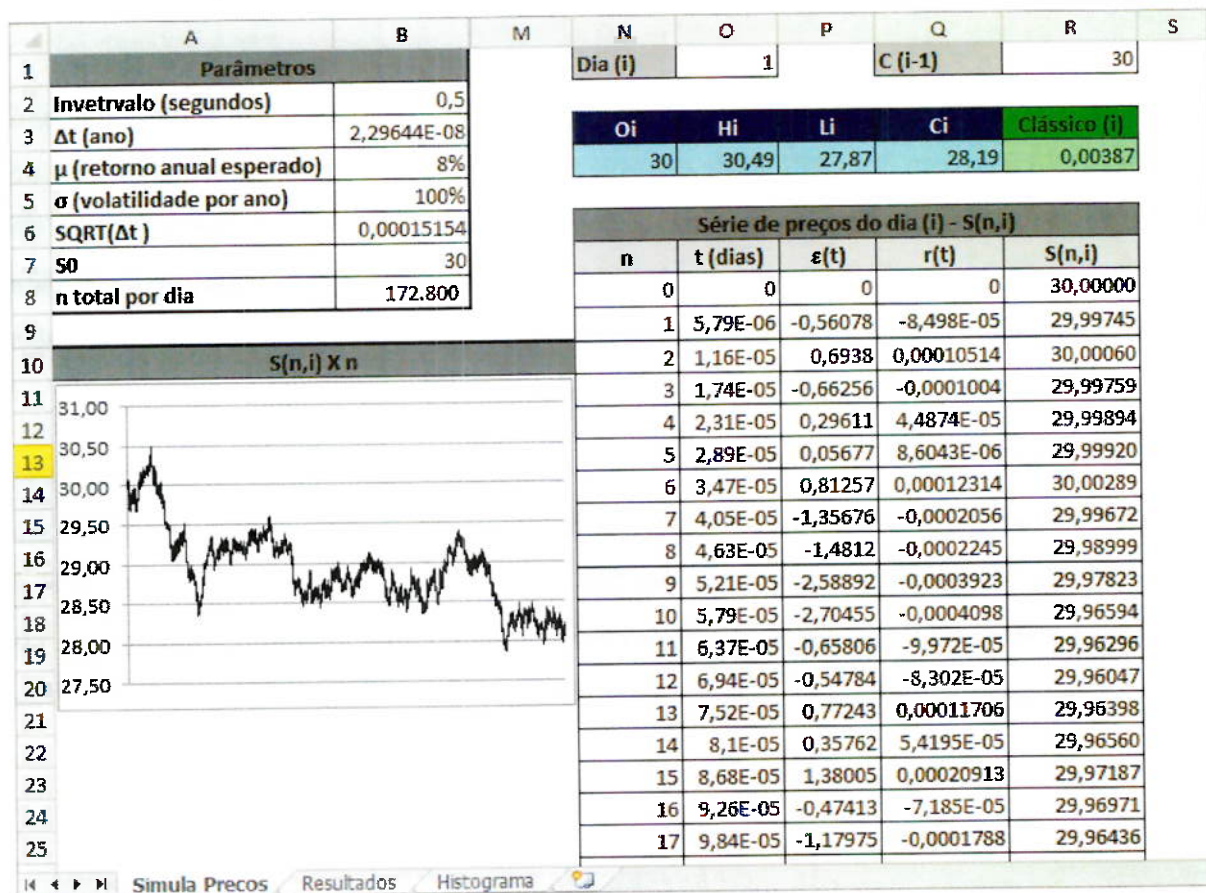 A B M N O P Q R S
1 Parâmetros Dia (i) 1 C (i-1) 30
2 Invetrvalo (segundos) 0,5
3 Δt (ano) 2,29644E-08 Oi Hi Li Ci Clássico (i)
4 μ (retorno anual esperado) 8% 30 30,49 27,87 28,19 0,00387
5 σ (volatilidade por ano) 100%
6 SQRT(Δt ) 0,00015154 Série de preços do dia (i) - S(n,i)
7 S0 30 n t (dias) ε(t) r(t) S(n,i)
8 n total por dia 172.800 0 0 0 0 30,00000
9 1 5,79E-06 -0,56078 -8,498E-05 29,99745
10 S(n,i) X n 2 1,16E-05 0,6938 0,00010514 30,00060
11 31,00 3 1,74E-05 -0,66256 -0,0001004 29,99759
12 4 2,31E-05 0,29611 4,4874E-05 29,99894
13 30,50 5 2,89E-05 0,05677 8,6043E-06 29,99920
14 30,00 6 3,47E-05 0,81257 0,00012314 30,00289
15 29,50 7 4,05E-05 -1,35676 -0,0002056 29,99672
16 29,00 8 4,63E-05 -1,4812 -0,0002245 29,98999
17 28,50 9 5,21E-05 -2,58892 -0,0003923 29,97823
18 10 5,79E-05 -2,70455 -0,0004098 29,96594
19 28,00 11 6,37E-05 -0,65806 -9,972E-05 29,96296
20 27,50 12 6,94E-05 -0,54784 -8,302E-05 29,96047
21 13 7,52E-05 0,77243 0,00011706 29,96398
22 14 8,1E-05 0,35762 5,4195E-05 29,96560
23 15 8,68E-05 1,38005 0,00020913 29,97187
24 16 9,26E-05 -0,47413 -7,185E-05 29,96971
25 17 9,84E-05 -1,17975 -0,0001788 29,96436
Simula Precos Resultados Histograma